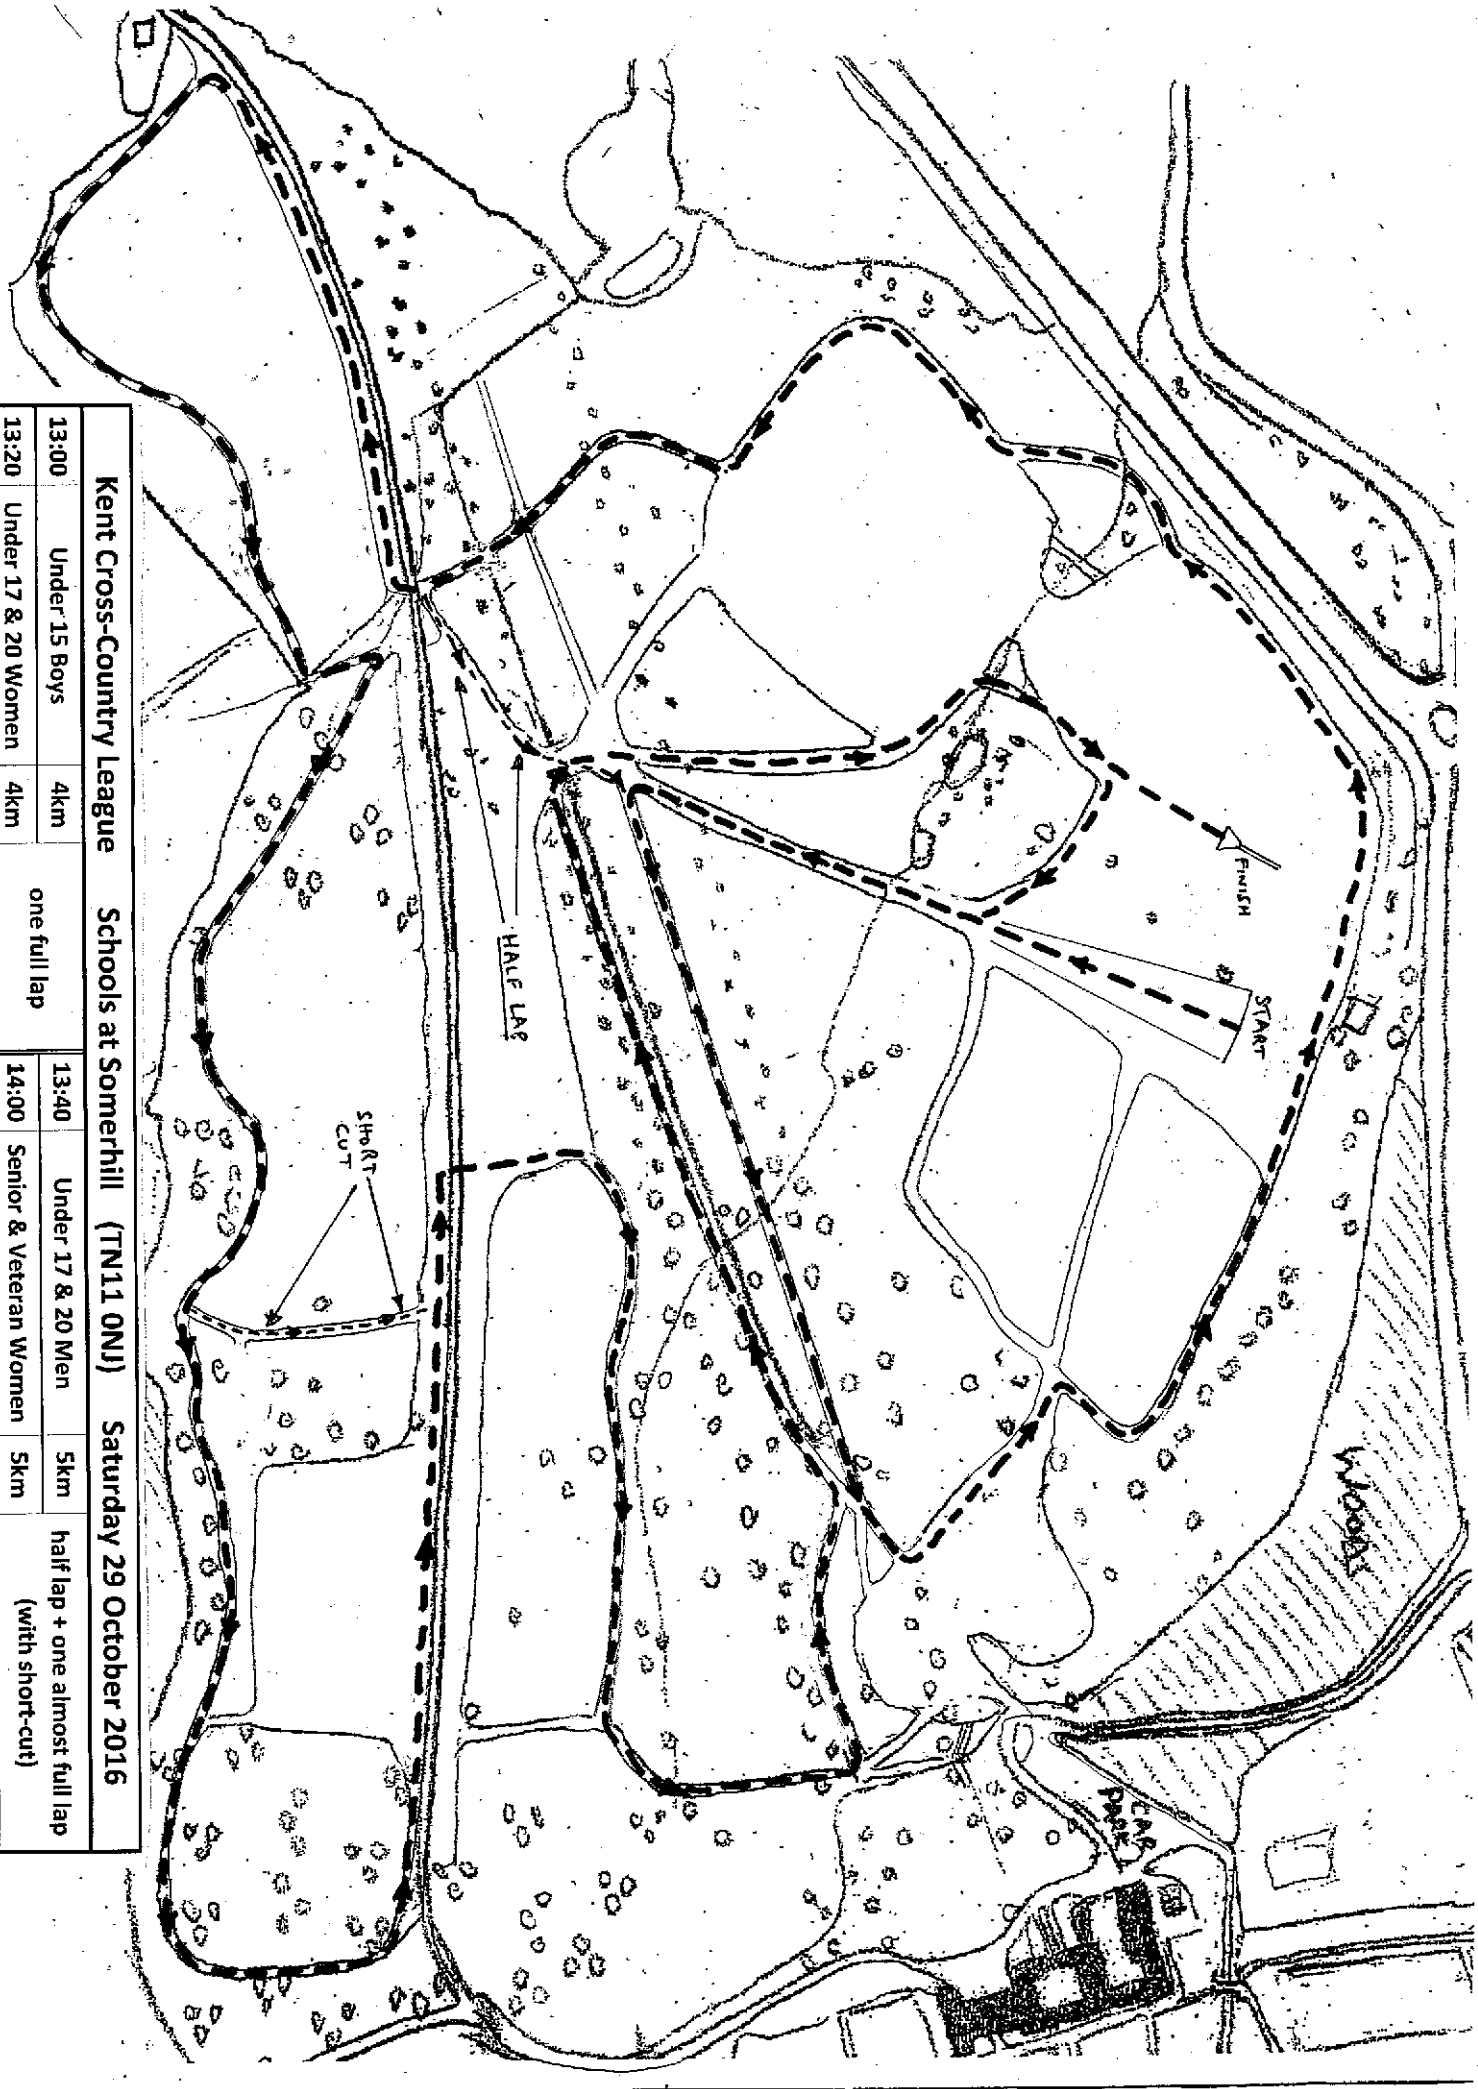 FINISH
START
HALF LAP
SHORT
CUT
WOODS
CAR
PARK
Kent Cross-Country League Schools at Somerhill (TN11 0NJ) Saturday 29 October 2016
13:00 Under 15 Boys 4km
13:20 Under 17 & 20 Women 4km
one full lap
13:40 Under 17 & 20 Men 5km
14:00 Senior & Veteran Women 5km
half lap + one almost full lap
(with short-cut)